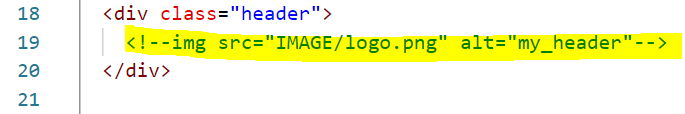 18 <div class="header">
19 <!--img src="IMAGE/logo.png" alt="my_header"-->
20 </div>
21